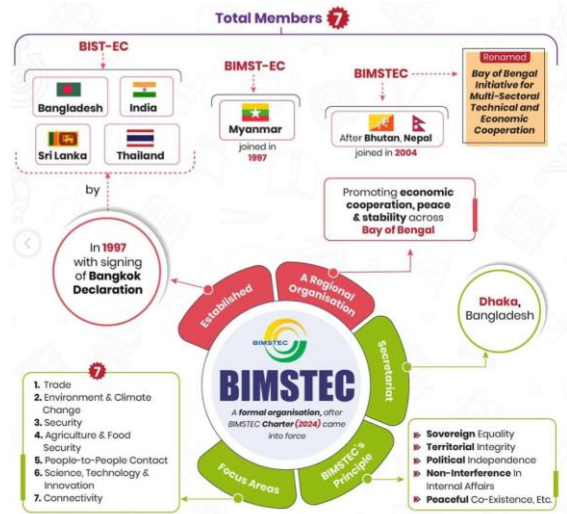 Total Members 7
BIST-EC
Bangladesh
India
Sri Lanka
Thailand
BIMST-EC
Myanmar
joined in
1997
BIMSTEC
After Bhutan, Nepal
joined in 2004
Renamed
Bay of Bengal
Initiative for
Multi-Sectoral
Technical and
Economic
Cooperation
by
In 1997
with signing
of Bangkok
Declaration
Promoting economic
cooperation, peace
& stability across
Bay of Bengal
Established
A Regional
Organisation
Secretariat
Dhaka,
Bangladesh
BIMSTEC
BIMSTEC
A formal organisation, after
BIMSTEC Charter (2024) came
into force
Focus Areas
BIMSTEC's
Principle
7
1. Trade
2. Environment & Climate
Change
3. Security
4. Agriculture & Food
Security
5. People-to-People Contact
6. Science, Technology &
Innovation
7. Connectivity
Sovereign Equality
Territorial Integrity
Political Independence
Non-Interference In
Internal Affairs
Peaceful Co-Existence, Etc.